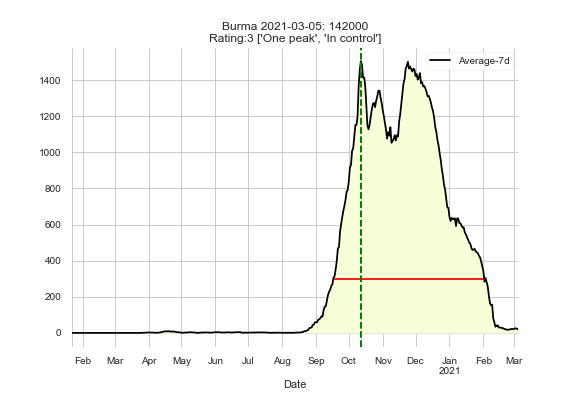 Burma 2021-03-05: 142000
Rating:3 ['One peak', 'In control']
Average-7d
1400
1200
1000
800
600
400
200
0
Feb Mar Apr May Jun Jul Aug Sep Oct Nov Dec Jan Feb Mar
2021
Date